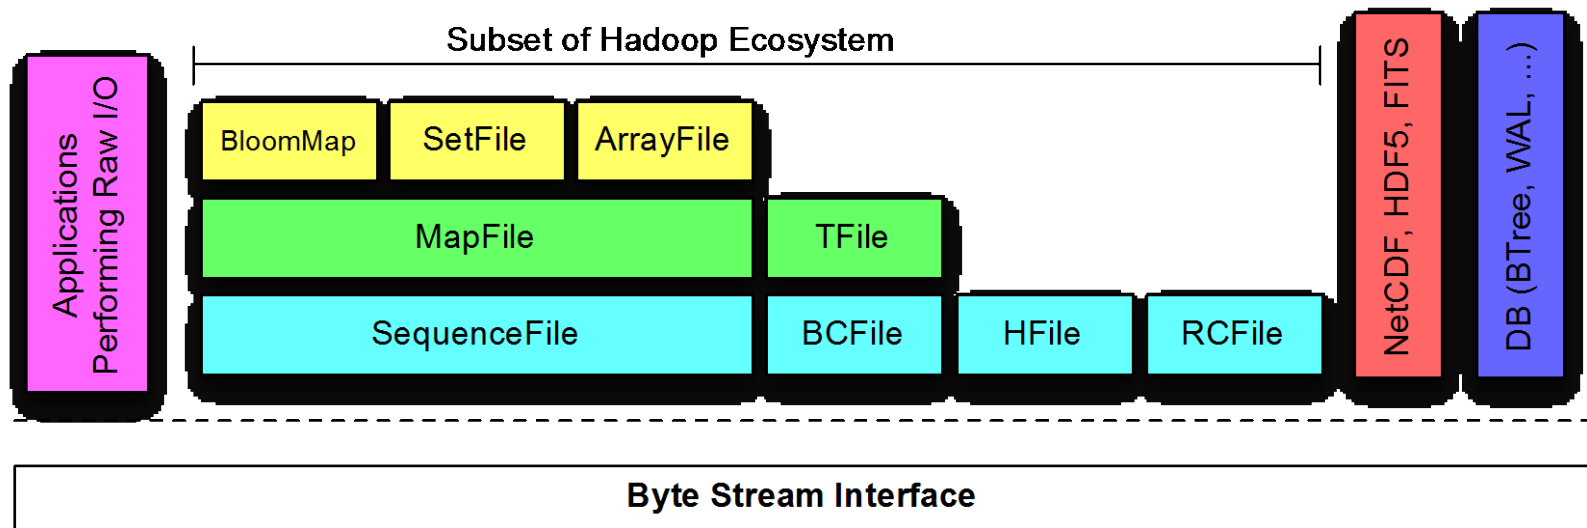 Subset of Hadoop Ecosystem
Applications
Performing Raw I/O
BloomMap
SetFile
ArrayFile
MapFile
TFile
SequenceFile
BCFile
HFile
RCFile
NetCDF, HDF5, FITS
DB (BTree, WAL, ...)
Byte Stream Interface